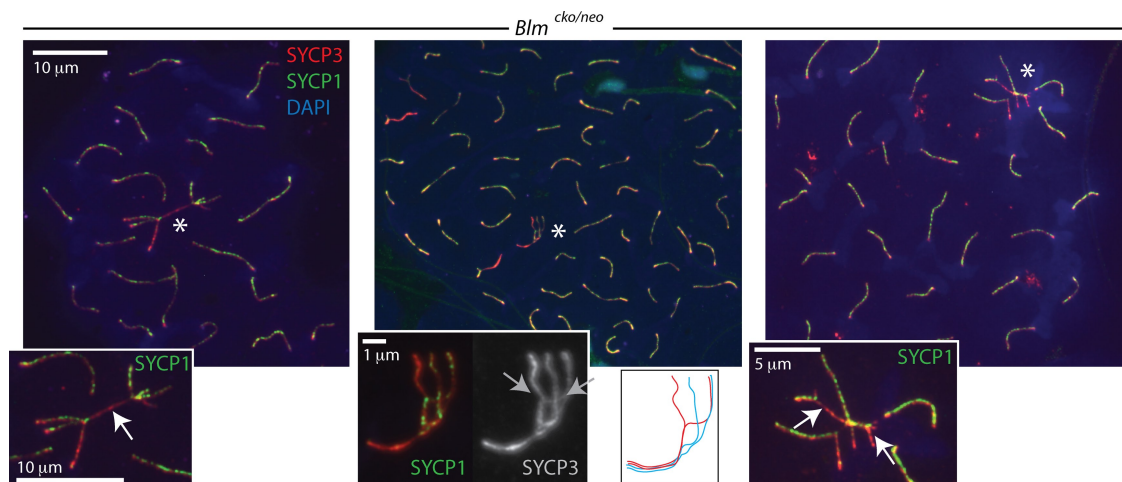 Blm cko/neo
10 µm
SYCP3
SYCP1
DAPI
*
*
*
SYCP1
10 µm
1 µm
SYCP1
SYCP3
5 µm
SYCP1